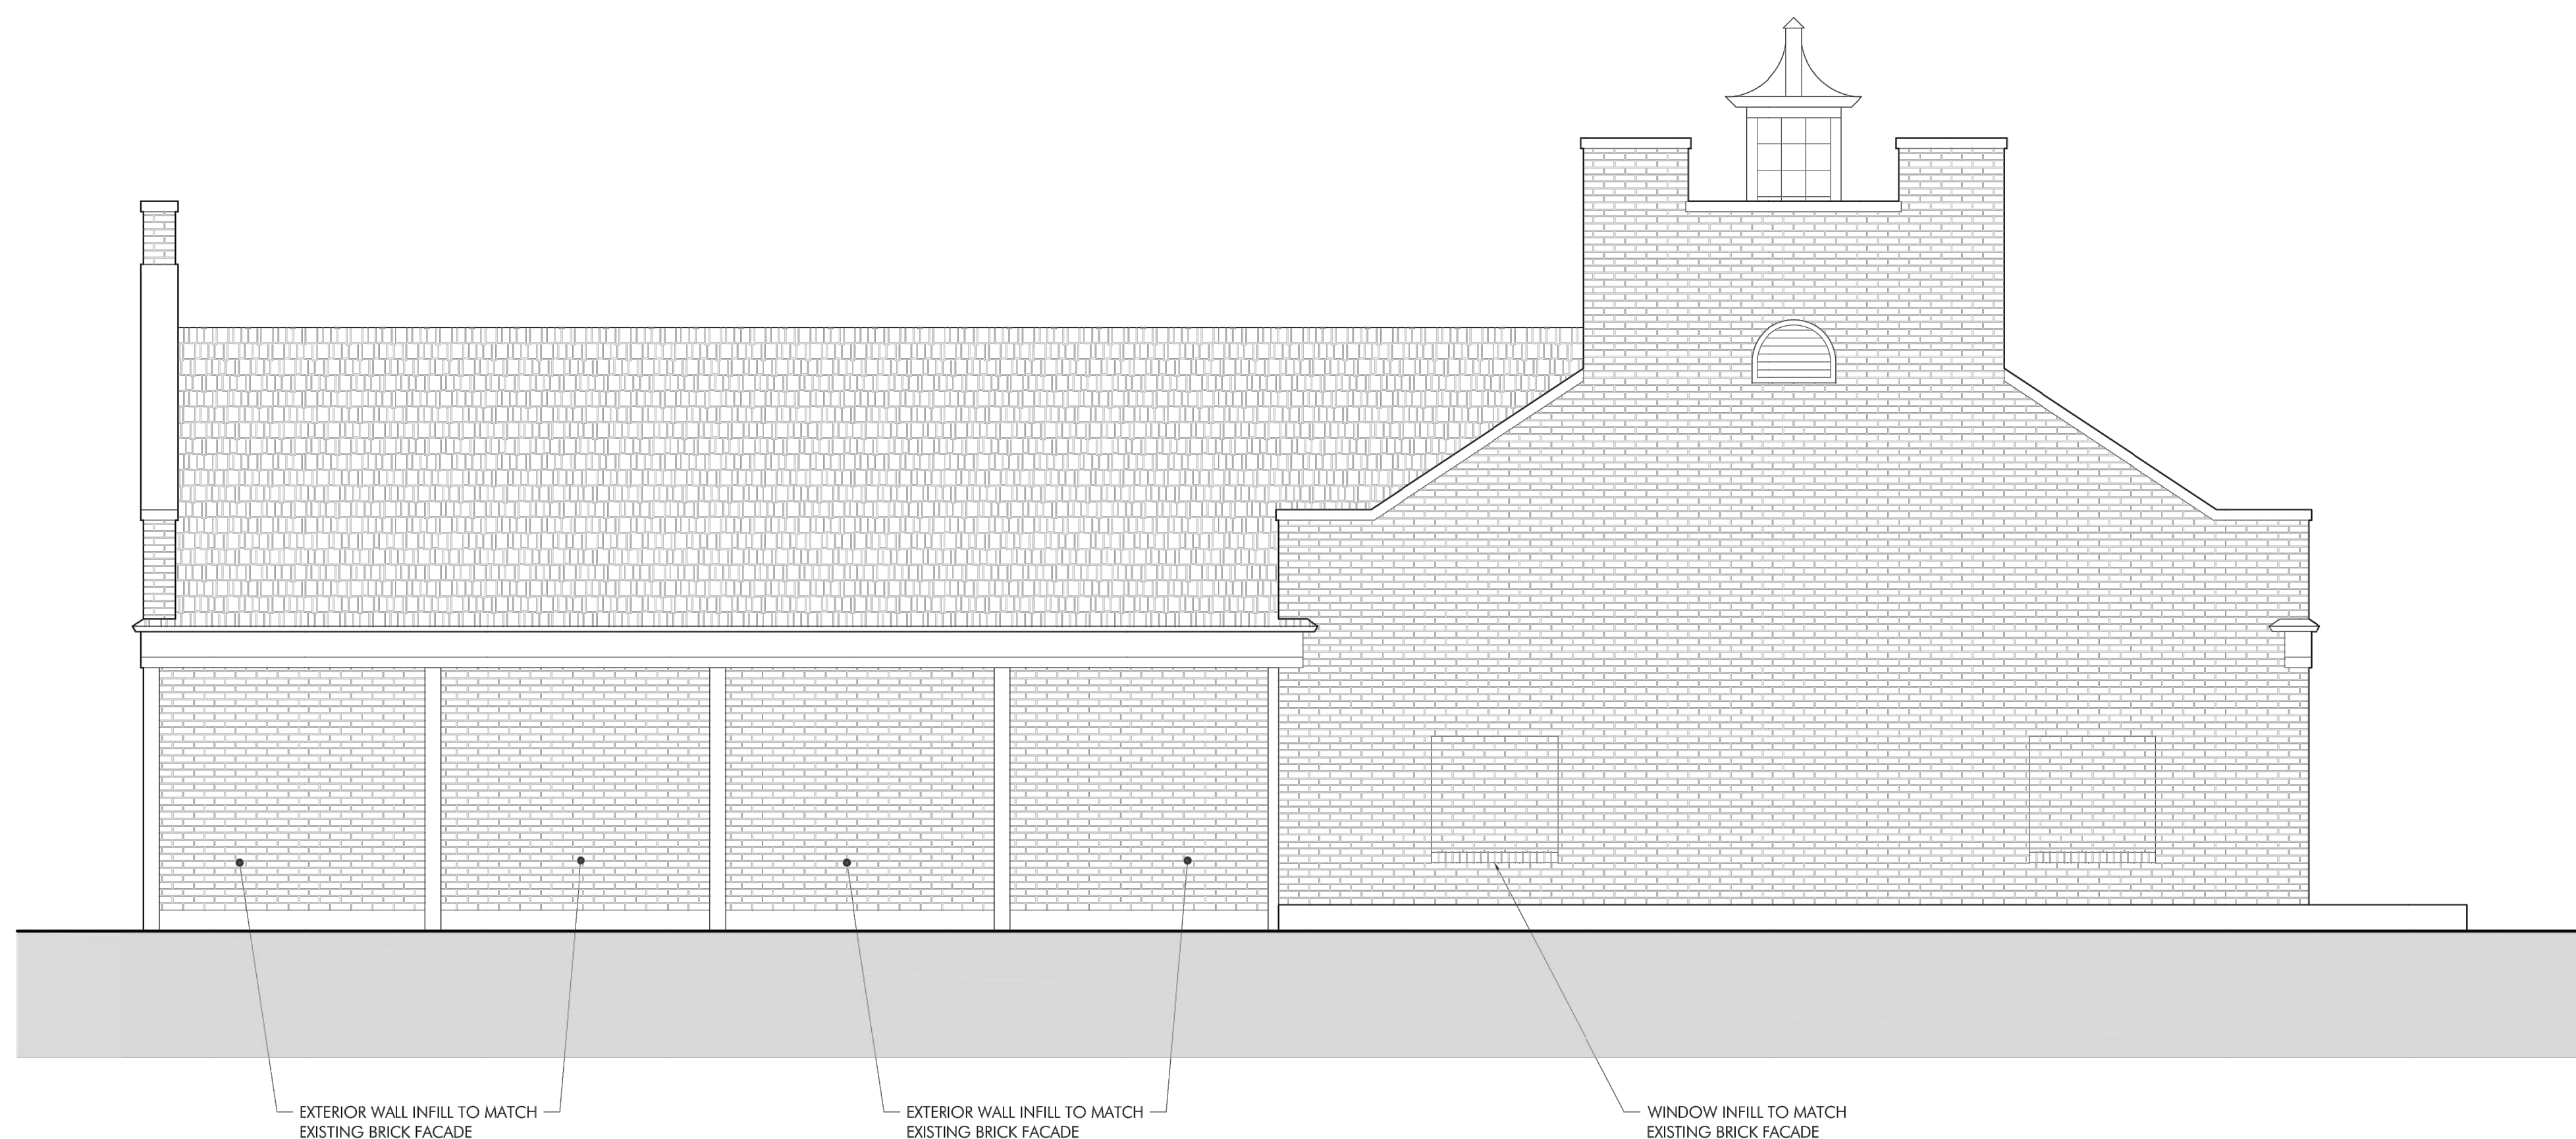 EXTERIOR WALL INFILL TO MATCH
EXISTING BRICK FACADE
EXTERIOR WALL INFILL TO MATCH
EXISTING BRICK FACADE
WINDOW INFILL TO MATCH
EXISTING BRICK FACADE